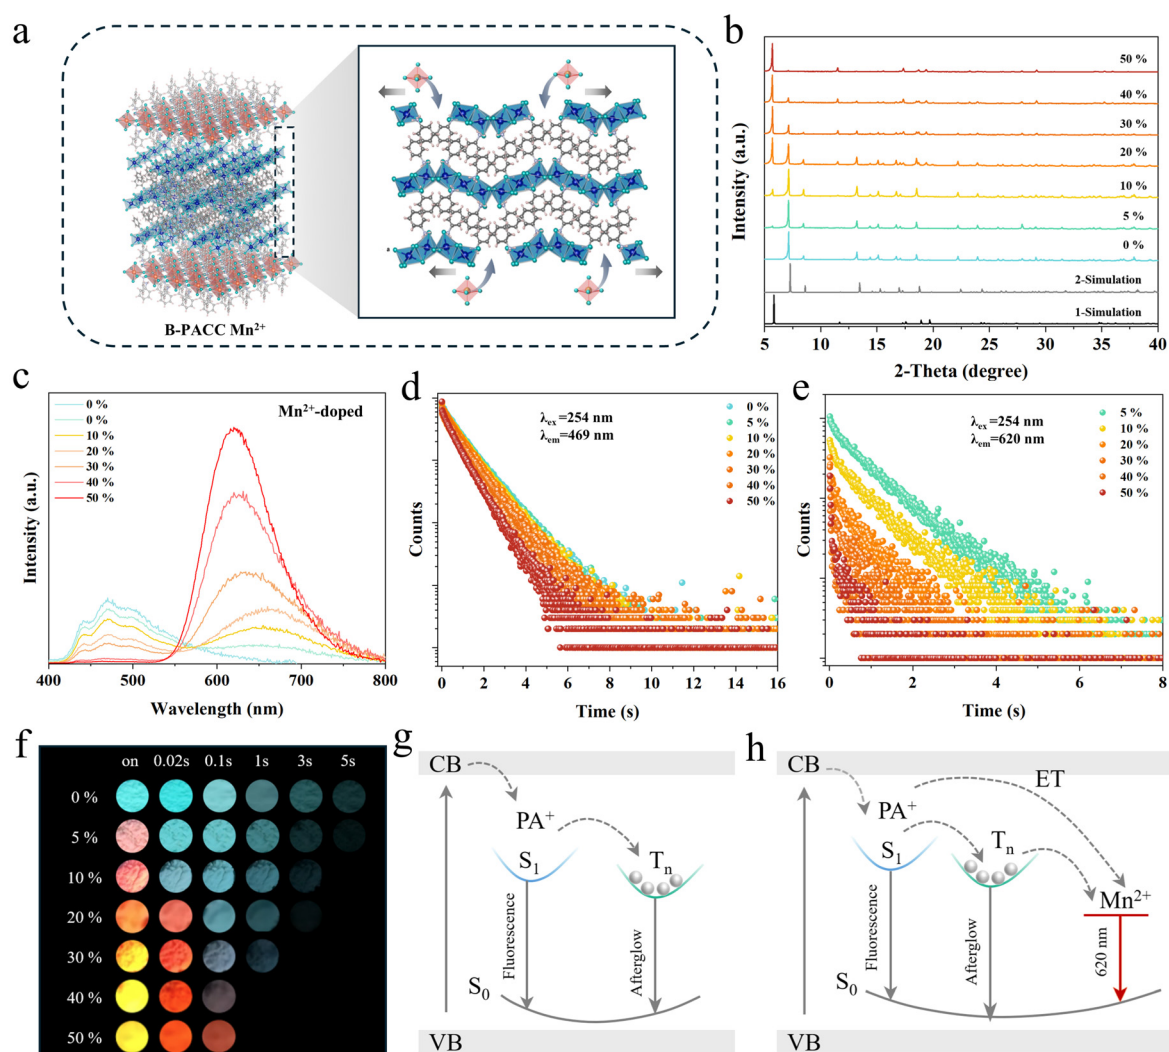 a
B-PACC Mn²⁺
a
b
Intensity (a.u.)
50 %
40 %
30 %
20 %
10 %
5 %
0 %
2-Simulation
1-Simulation
5 10 15 20 25 30 35 40
2-Theta (degree)
c
Intensity (a.u.)
0 %
0 %
10 %
20 %
30 %
40 %
50 %
Mn²⁺-doped
400 500 600 700 800
Wavelength (nm)
d
Counts
λex=254 nm
λem=469 nm
0 %
5 %
10 %
20 %
30 %
40 %
50 %
0 2 4 6 8 10 12 14 16
Time (s)
e
Counts
λex=254 nm
λem=620 nm
5 %
10 %
20 %
30 %
40 %
50 %
0 2 4 6 8
Time (s)
f
on 0.02s 0.1s 1s 3s 5s
0 %
5 %
10 %
20 %
30 %
40 %
50 %
g
CB
PA⁺
S₁
Tₙ
Fluorescence
Afterglow
S₀
VB
h
CB
ET
PA⁺
S₁
Tₙ
Mn²⁺
Fluorescence
Afterglow
620 nm
S₀
VB